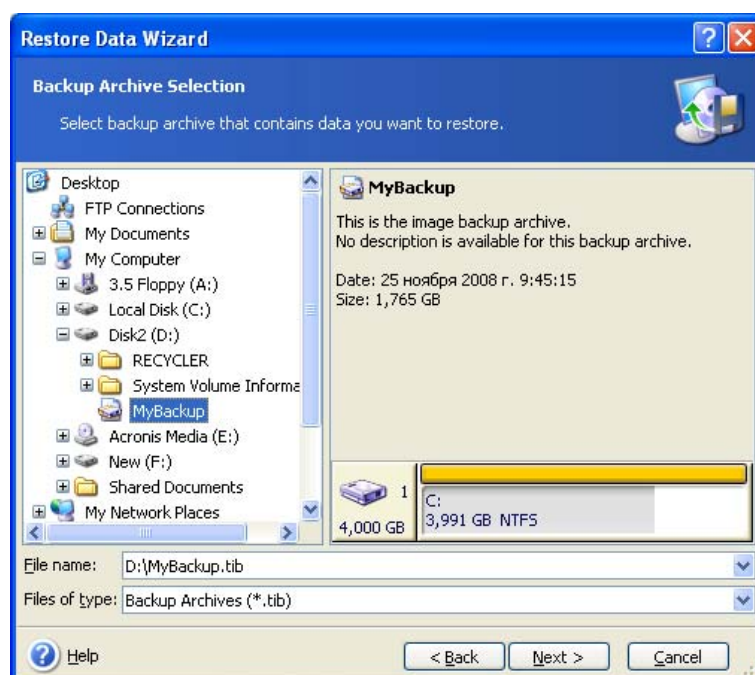 Restore Data Wizard
Backup Archive Selection
Select backup archive that contains data you want to restore.
Desktop
FTP Connections
My Documents
My Computer
3.5 Floppy (A:)
Local Disk (C:)
Disk2 (D:)
RECYCLER
System Volume Informa
MyBackup
Acronis Media (E:)
New (F:)
Shared Documents
My Network Places
MyBackup
This is the image backup archive.
No description is available for this backup archive.
Date: 25 ноября 2008 г. 9:45:15
Size: 1,765 GB
1
4,000 GB
C:
3,991 GB NTFS
File name: D:\MyBackup.tib
Files of type: Backup Archives (*.tib)
Help
< Back
Next >
Cancel